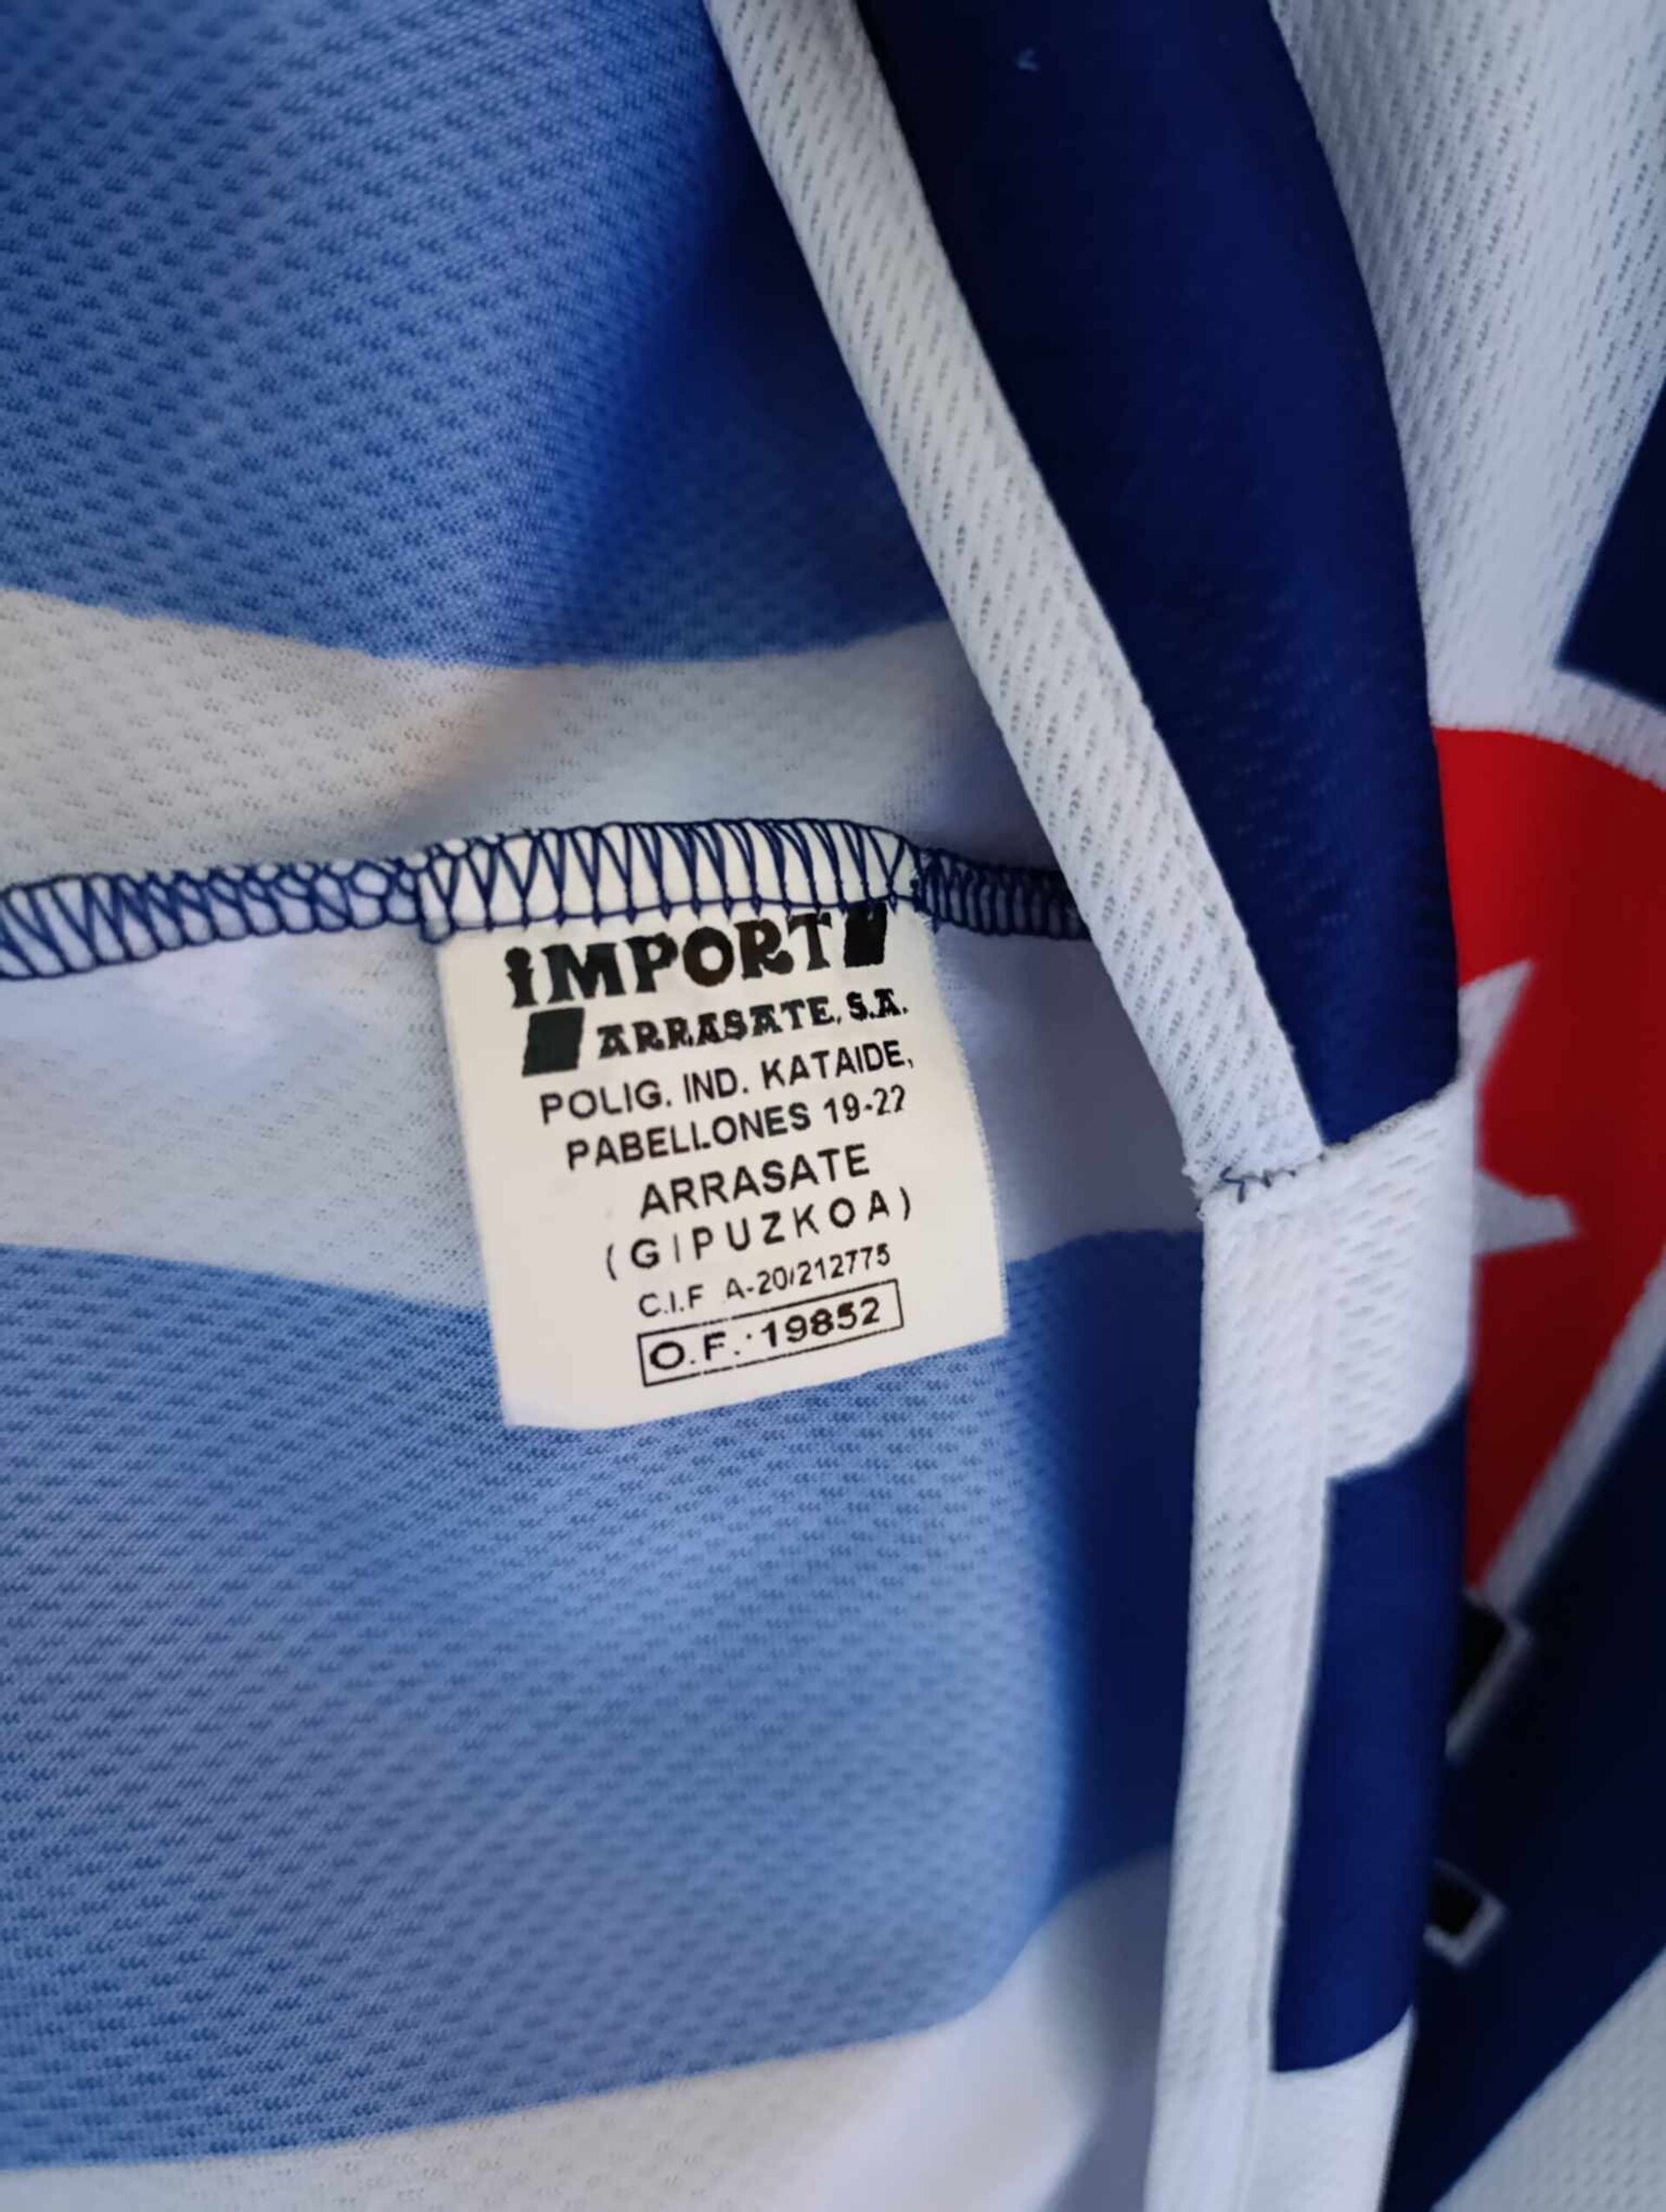 iMPORT
ARRASATE, S.A.
POLIG. IND. KATAIDE,
PABELLONES 19-22
ARRASATE
(GIPUZKOA)
C.I.F A-20/212775
O.F.: 19852